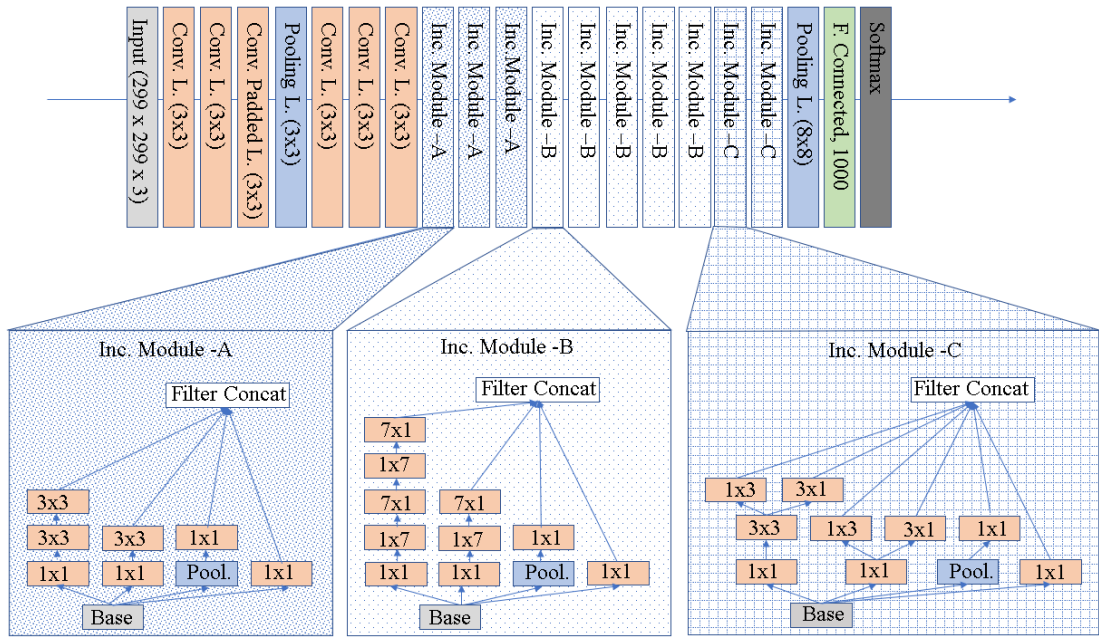 Input (299 x 299 x 3)
Conv. L. (3x3)
Conv. L. (3x3)
Conv. Padded L. (3x3)
Pooling L. (3x3)
Conv. L. (3x3)
Conv. L. (3x3)
Conv. L. (3x3)
Inc. Module –A
Inc. Module –A
Inc.Module –A
Inc. Module –B
Inc. Module –B
Inc. Module –B
Inc. Module –B
Inc. Module –B
Inc. Module –C
Inc. Module –C
Pooling L. (8x8)
F. Connected, 1000
Softmax
Inc. Module -A
Filter Concat
3x3
3x3 3x3 1x1
1x1 1x1 Pool. 1x1
Base
Inc. Module -B
Filter Concat
7x1
1x7
7x1 7x1
1x7 1x7 1x1
1x1 1x1 Pool. 1x1
Base
Inc. Module -C
Filter Concat
1x3 3x1
3x3 1x3 3x1 1x1
1x1 1x1 Pool. 1x1
Base